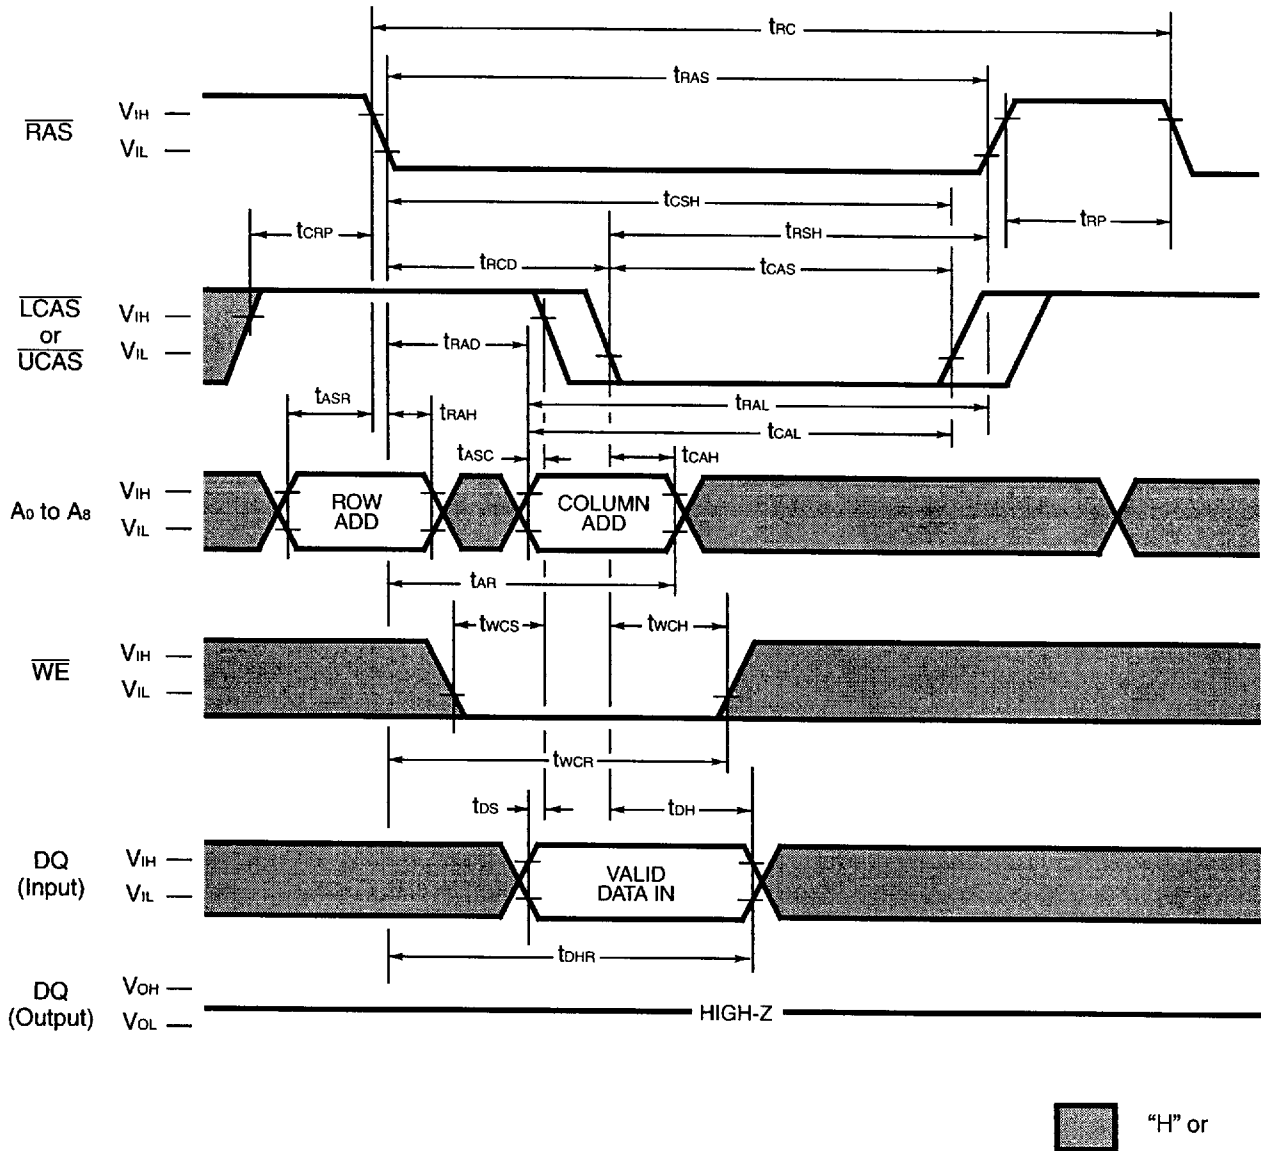 tRC
tRAS
RAS
VIH
VIL
tCSH
tCRP
tRSH
tRP
tRCD
tCAS
LCAS
or
UCAS
VIH
VIL
tRAD
tASR
tRAH
tRAL
tCAL
tASC
tCAH
A0 to A8
VIH
VIL
ROW
ADD
COLUMN
ADD
tAR
tWCS
tWCH
WE
VIH
VIL
tWCR
tDS
tDH
DQ
(Input)
VIH
VIL
VALID
DATA IN
tDHR
DQ
(Output)
VOH
VOL
HIGH-Z
“H” or